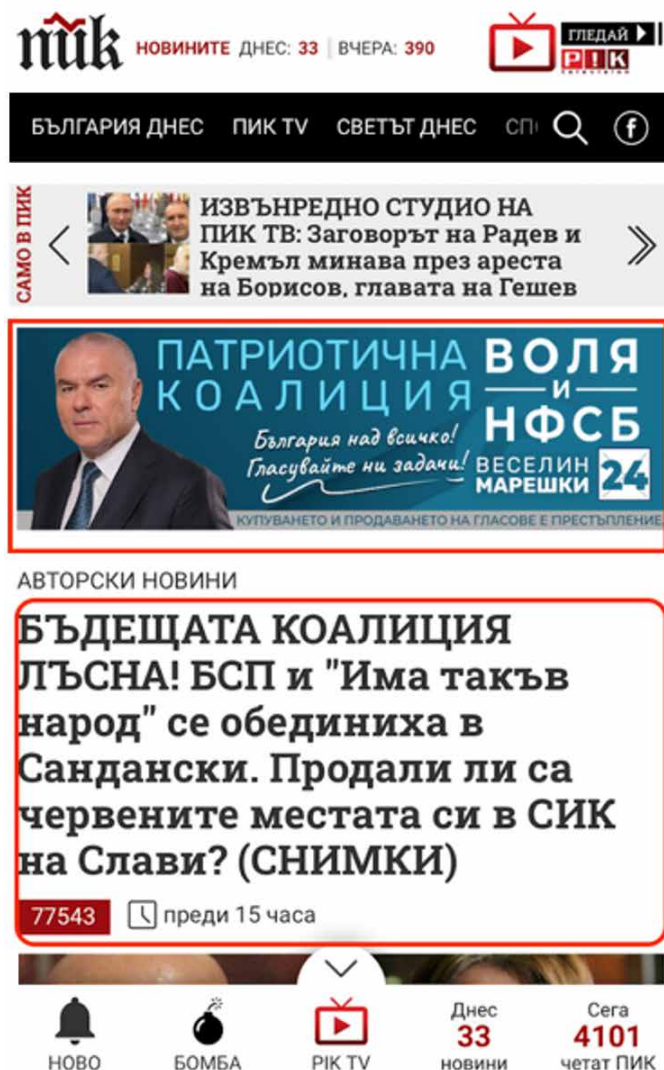 пик
НОВИНИТЕ ДНЕС: 33 | ВЧЕРА: 390
ГЛЕДАЙ
PIK
БЪЛГАРИЯ ДНЕС ПИК TV СВЕТЪТ ДНЕС СП
САМО В ПИК
ИЗВЪНРЕДНО СТУДИО НА
ПИК ТВ: Заговорът на Радев и
Кремъл минава през ареста
на Борисов, главата на Гешев
ПАТРИОТИЧНА
КОАЛИЦИЯ
ВОЛЯ
И
НФСБ
България над всичко!
Гласувайте ни задачи!
ВЕСЕЛИН
МАРЕШКИ
24
КУПУВАНЕТО И ПРОДАВАНЕТО НА ГЛАСОВЕ Е ПРЕСТЪПЛЕНИЕ
АВТОРСКИ НОВИНИ
БЪДЕЩАТА КОАЛИЦИЯ
ЛЪСНА! БСП и "Има такъв
народ" се обединиха в
Сандански. Продали ли са
червените местата си в СИК
на Слави? (СНИМКИ)
77543 преди 15 часа
НОВО
БОМБА
PIK TV
Днес
33
новини
Сега
4101
четат ПИК